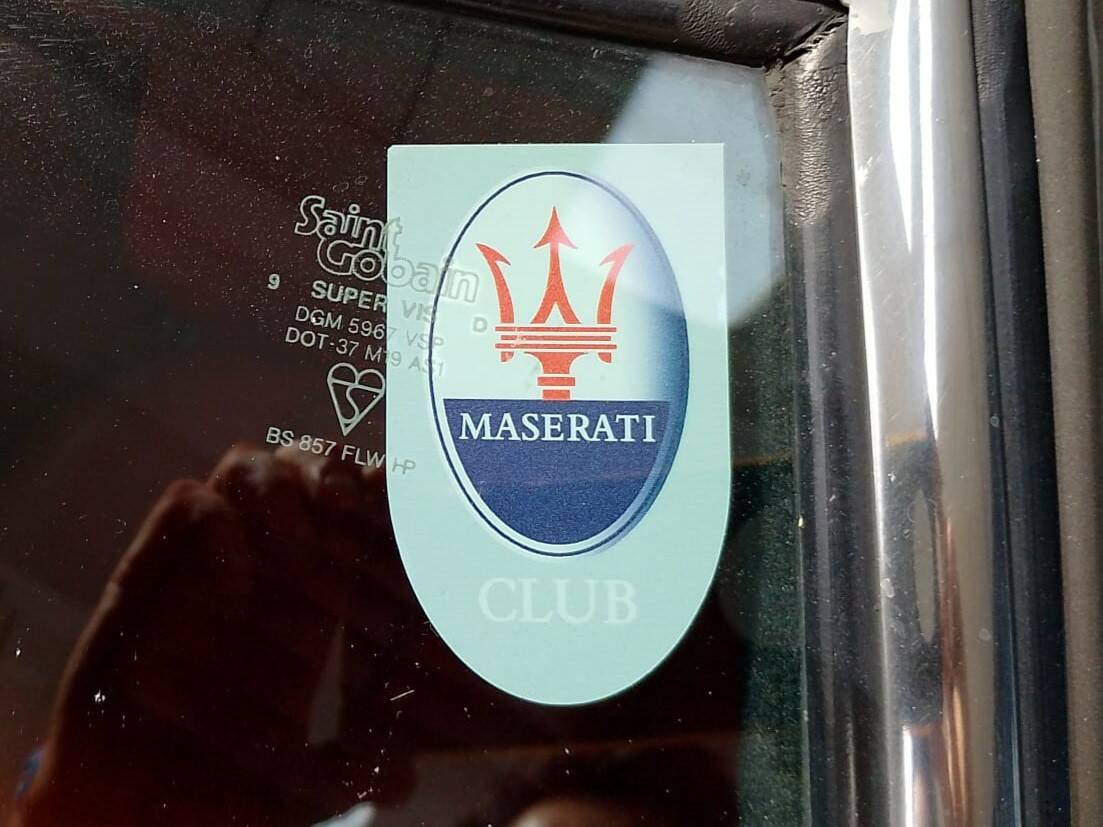 Saint
Gobain
9 SUPER VIS D
DGM 5967 VSP
DOT-37 M19 AS1
BS 857 FLW HP
MASERATI
CLUB